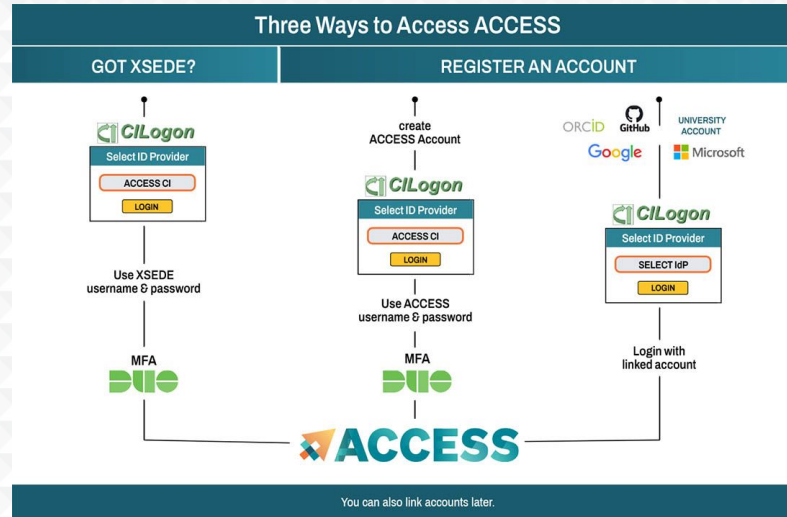 Three Ways to Access ACCESS
GOT XSEDE?
REGISTER AN ACCOUNT
CILogon
Select ID Provider
ACCESS CI
LOGIN
Use XSEDE
username & password
MFA
DUO
create
ACCESS Account
CILogon
Select ID Provider
ACCESS CI
LOGIN
Use ACCESS
username & password
MFA
DUO
ORCID
GitHub
UNIVERSITY
ACCOUNT
Google
Microsoft
CILogon
Select ID Provider
SELECT IdP
LOGIN
Login with
linked account
ACCESS
You can also link accounts later.